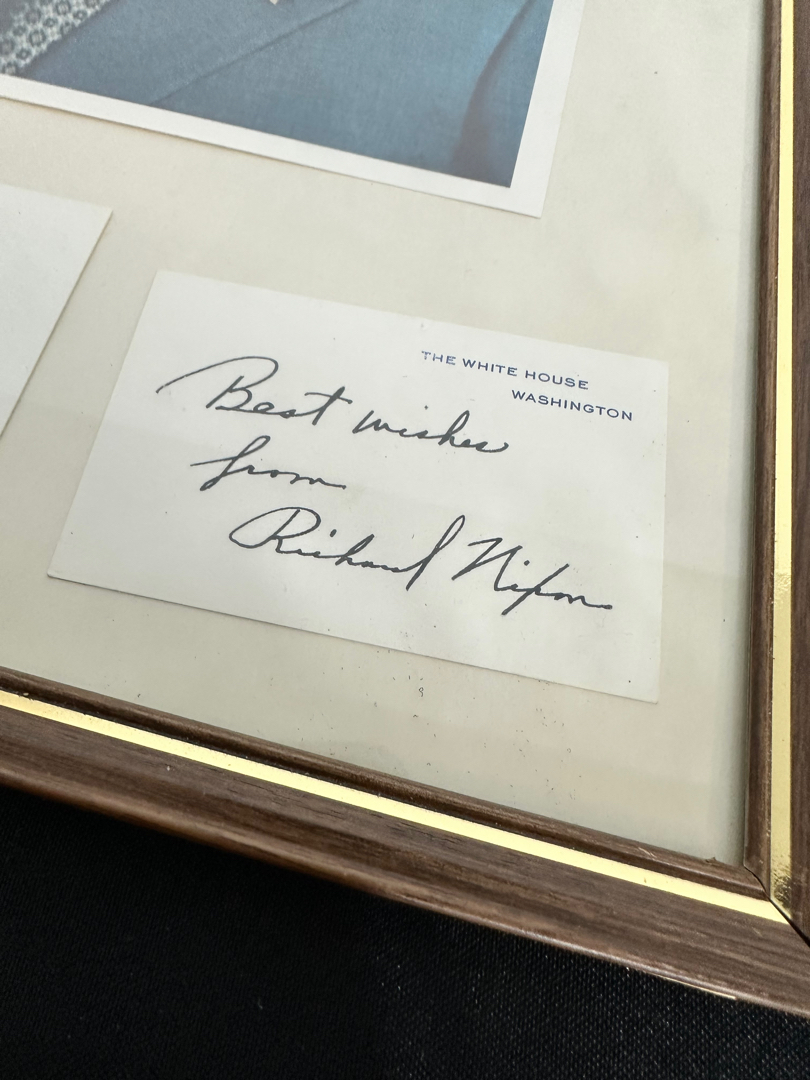 THE WHITE HOUSE
WASHINGTON
Best wishes
from
Richard Nixon